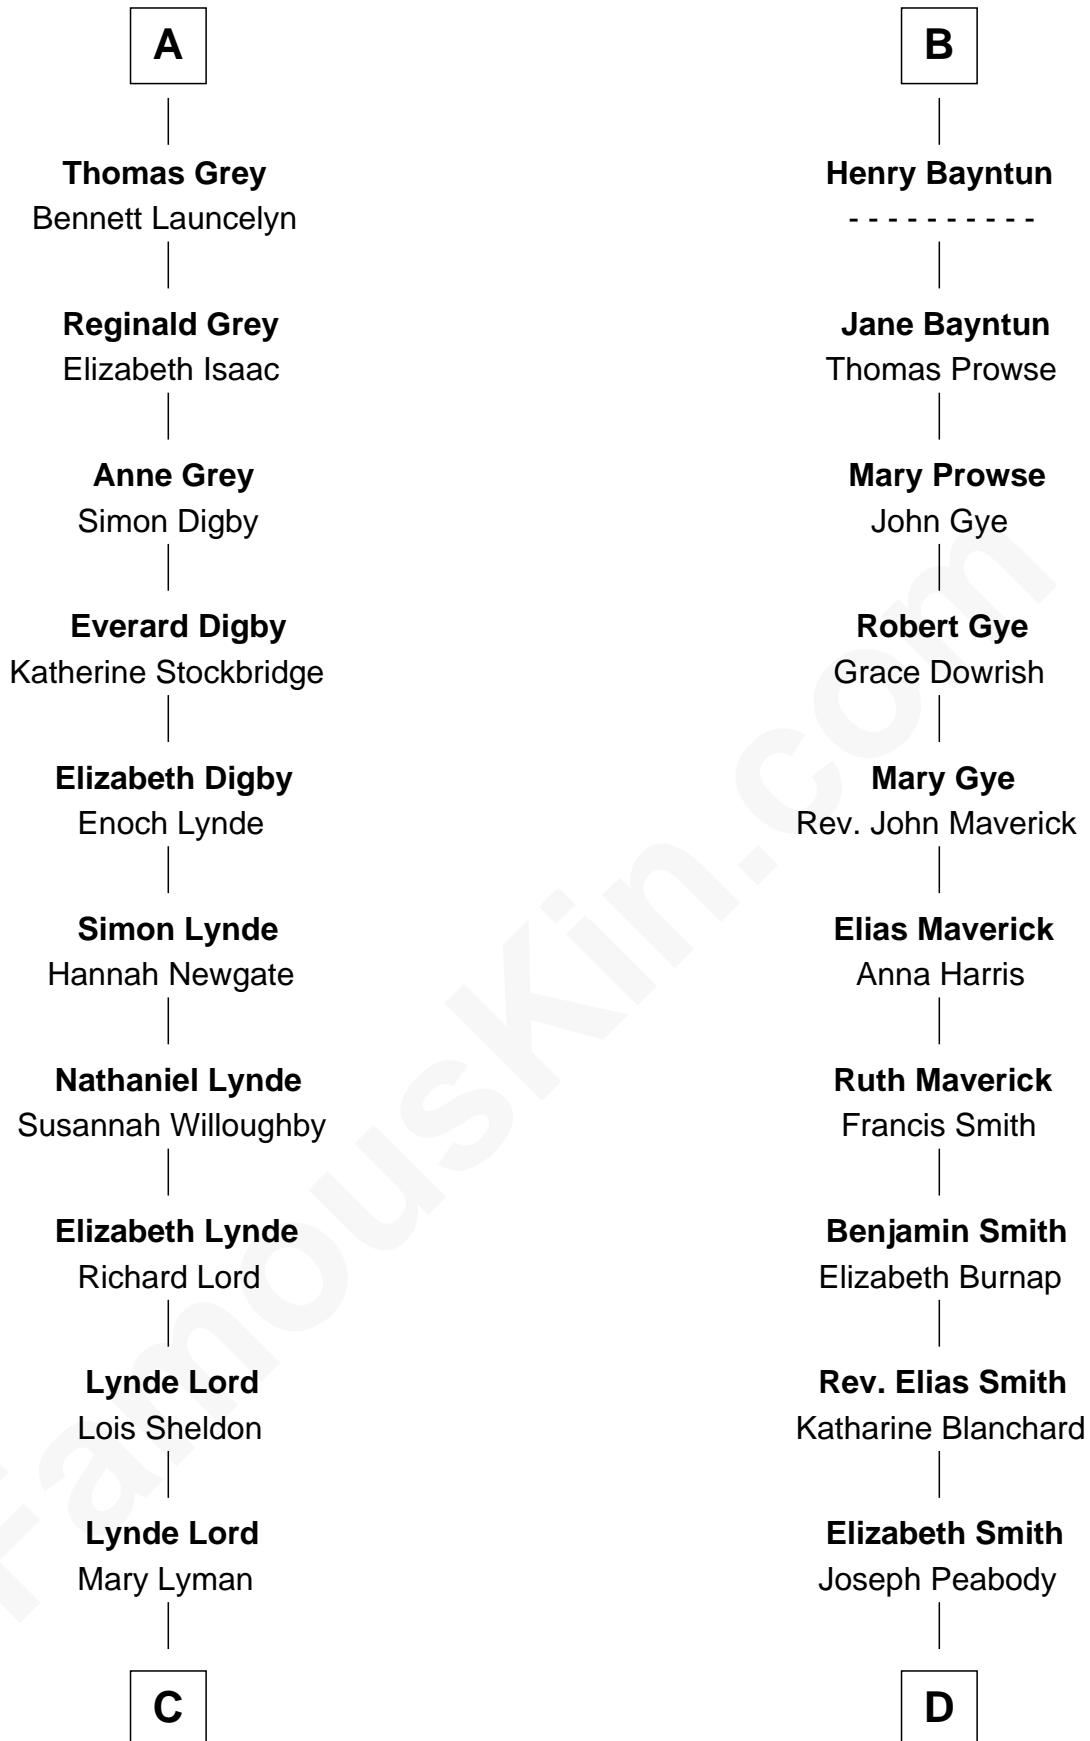 A
Thomas Grey
Bennett Launcelyn
Reginald Grey
Elizabeth Isaac
Anne Grey
Simon Digby
Everard Digby
Katherine Stockbridge
Elizabeth Digby
Enoch Lynde
Simon Lynde
Hannah Newgate
Nathaniel Lynde
Susannah Willoughby
Elizabeth Lynde
Richard Lord
Lynde Lord
Lois Sheldon
Lynde Lord
Mary Lyman
C
B
Henry Bayntun
- - - - - - - - - -
Jane Bayntun
Thomas Prowse
Mary Prowse
John Gye
Robert Gye
Grace Dowrish
Mary Gye
Rev. John Maverick
Elias Maverick
Anna Harris
Ruth Maverick
Francis Smith
Benjamin Smith
Elizabeth Burnap
Rev. Elias Smith
Katharine Blanchard
Elizabeth Smith
Joseph Peabody
D
FamousKin.com